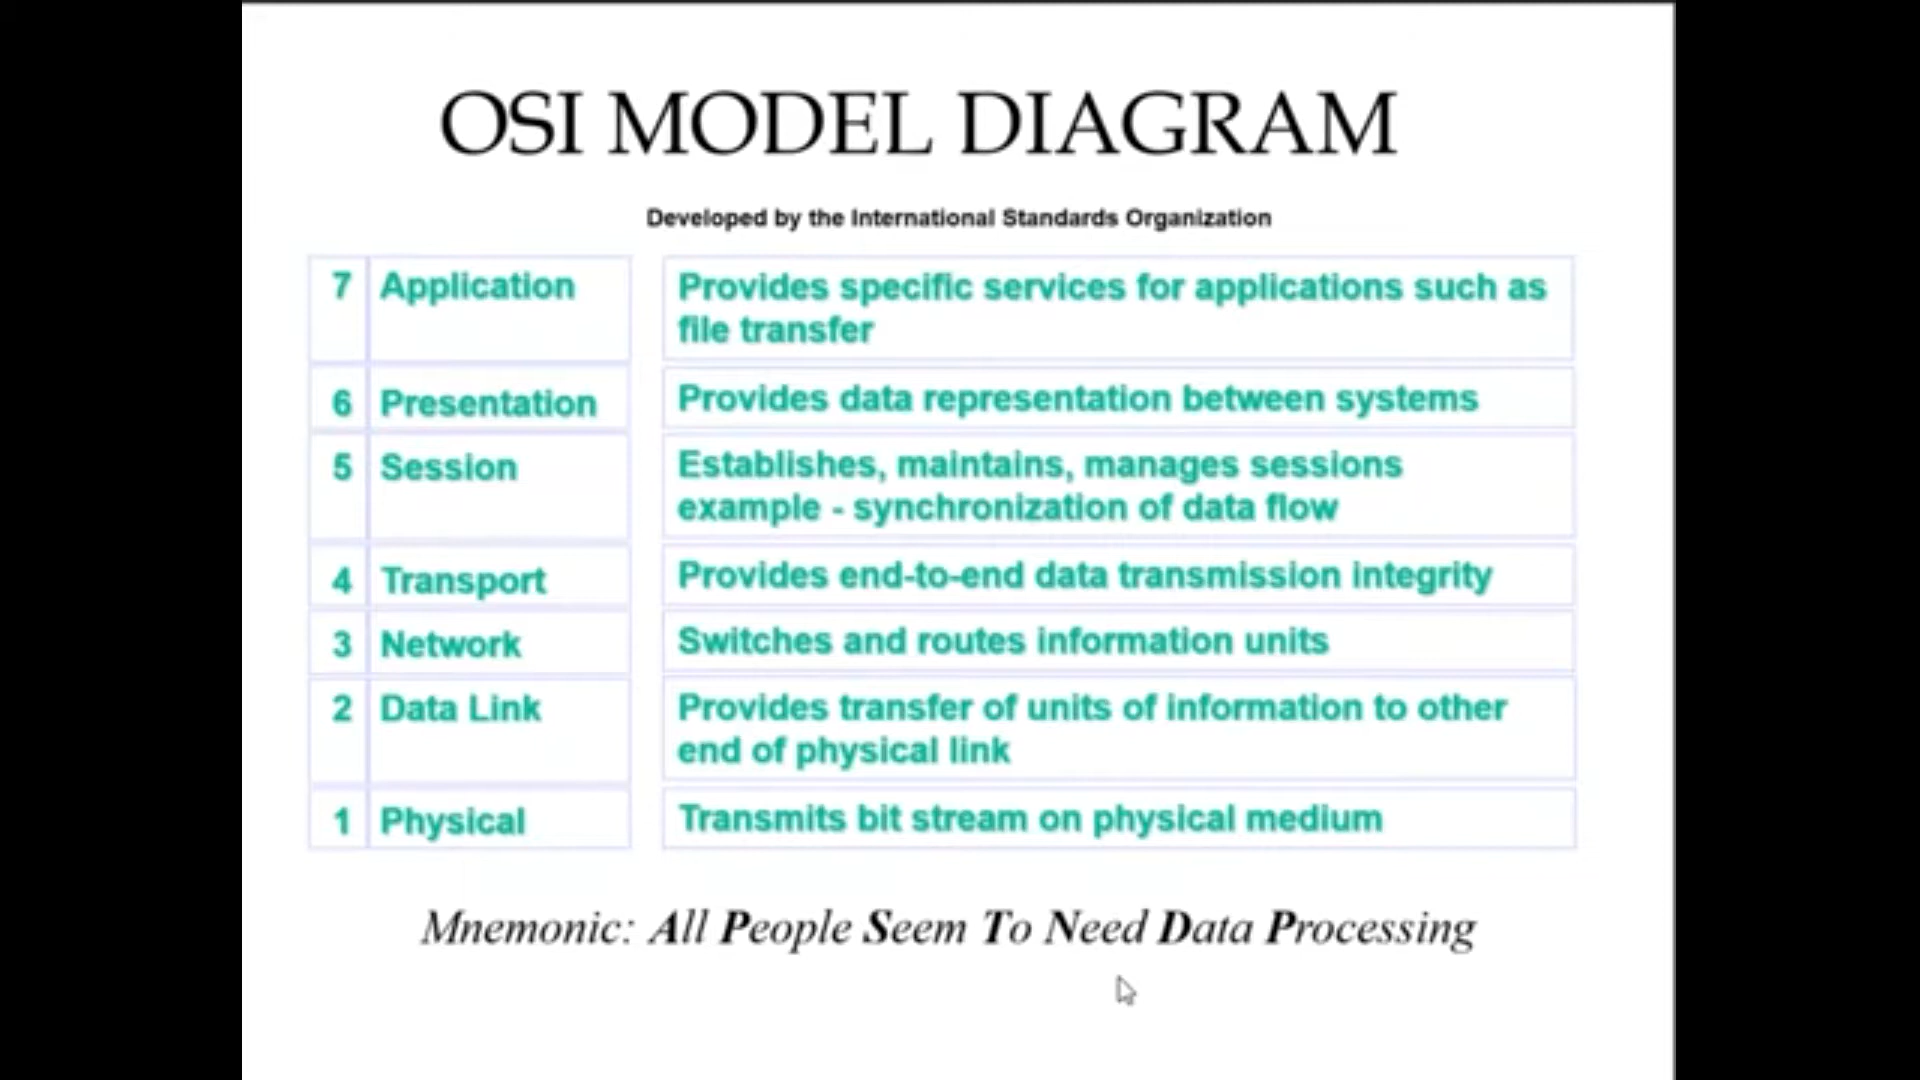 OSI MODEL DIAGRAM
Developed by the International Standards Organization
7 Application Provides specific services for applications such as
file transfer
6 Presentation Provides data representation between systems
5 Session Establishes, maintains, manages sessions
example - synchronization of data flow
4 Transport Provides end-to-end data transmission integrity
3 Network Switches and routes information units
2 Data Link Provides transfer of units of information to other
end of physical link
1 Physical Transmits bit stream on physical medium
Mnemonic: All People Seem To Need Data Processing